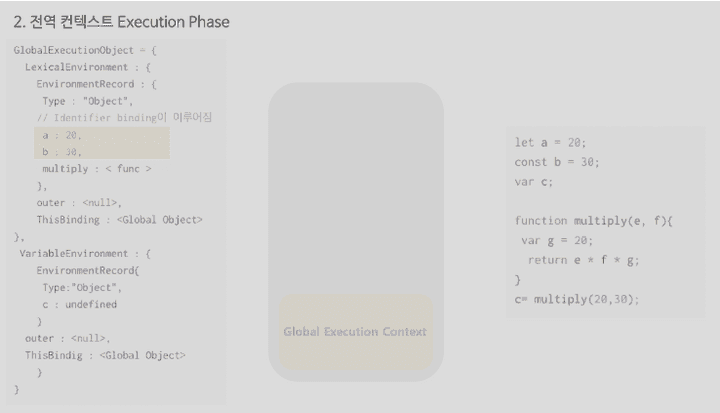 2. 전역 컨텍스트 Execution Phase
GlobalExecutionObject = {
LexicalEnvironment : {
EnvironmentRecord : {
Type : "Object",
// Identifier binding이 이루어짐
a : 20,
b : 30,
multiply : < func >
},
outer : <null>,
ThisBinding : <Global Object>
},
VariableEnvironment : {
EnvironmentRecord{
Type:"Object",
c : undefined
}
outer : <null>,
ThisBindig : <Global Object>
}
}
Global Execution Context
let a = 20;
const b = 30;
var c;
function multiply(e, f){
var g = 20;
return e * f * g;
}
c= multiply(20,30);